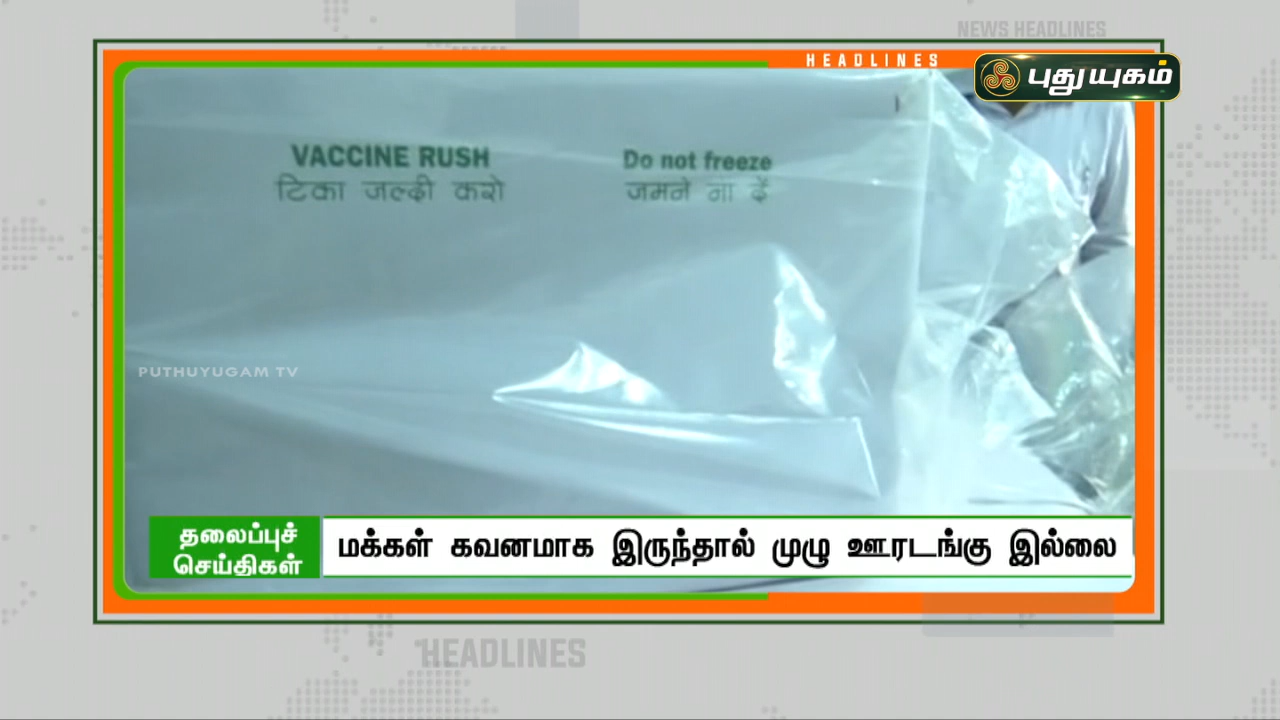 NEWS HEADLINES
HEADLINES
புதுயுகம்
VACCINE RUSH
टिका जल्दी करो
Do not freeze
जमने ना दें
PUTHUYUGAM TV
தலைப்புச்
செய்திகள்
மக்கள் கவனமாக இருந்தால் முழு ஊரடங்கு இல்லை
HEADLINES